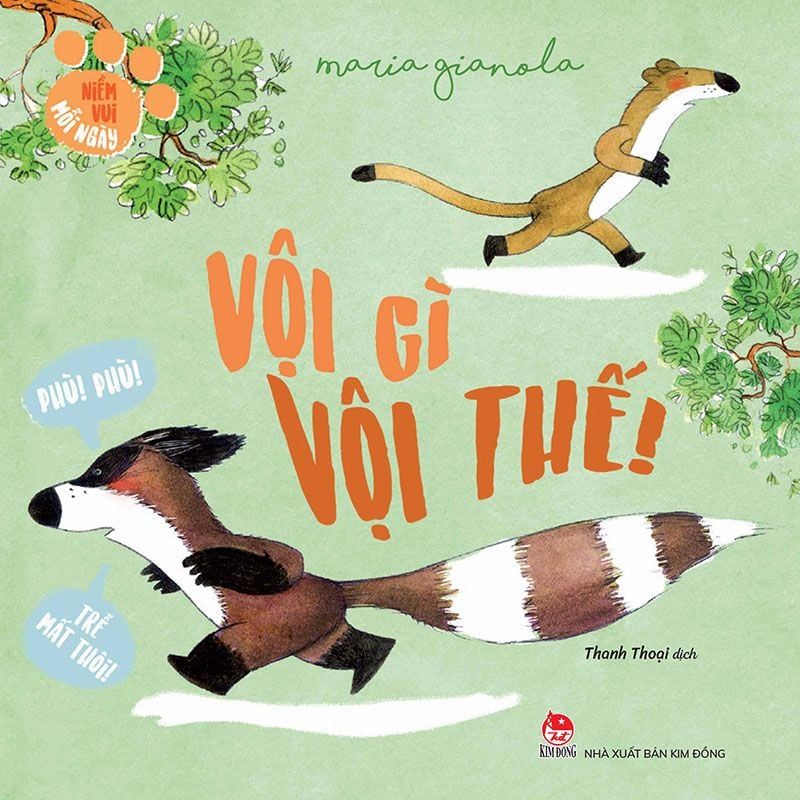 maria gianola
NIỀM
VUI
MỖI NGÀY
VỘI GÌ
VỘI THẾ!
PHÙ! PHÙ!
TRỄ
MẤT THÔI!
Thanh Thoại dịch
KIM ĐỒNG
NHÀ XUẤT BẢN KIM ĐỒNG